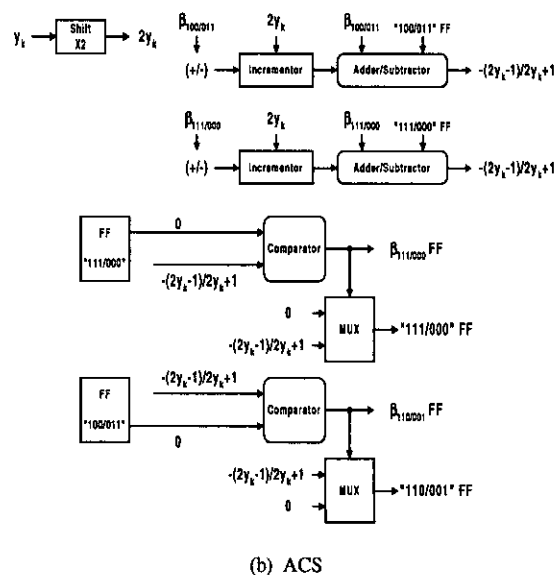 y_k → Shift X2 → 2y_k
β_100/011 2y_k β_100/011 "100/011" FF
(+/-) Incrementor Adder/Subtractor -(2y_k-1)/2y_k+1
β_111/000 2y_k β_111/000 "111/000" FF
(+/-) Incrementor Adder/Subtractor -(2y_k-1)/2y_k+1
FF
"111/000"
0
-(2y_k-1)/2y_k+1
Comparator
β_111/000 FF
0
-(2y_k-1)/2y_k+1
MUX
"111/000" FF
FF
"100/011"
-(2y_k-1)/2y_k+1
0
Comparator
β_110/001 FF
-(2y_k-1)/2y_k+1
0
MUX
"110/001" FF
(b) ACS